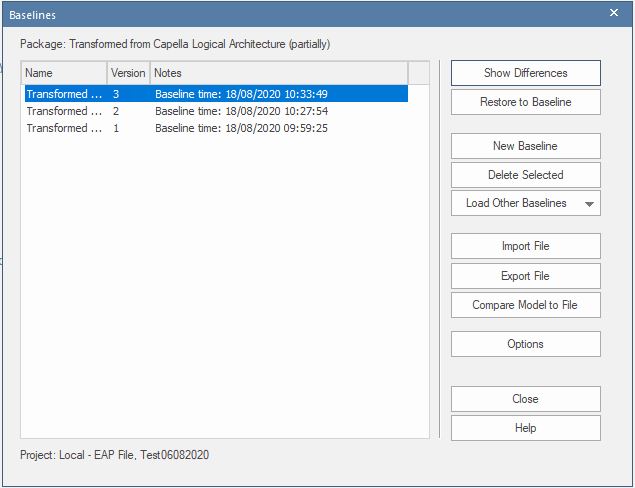 Baselines
Package: Transformed from Capella Logical Architecture (partially)
Name Version Notes
Transformed ... 3 Baseline time: 18/08/2020 10:33:49
Transformed ... 2 Baseline time: 18/08/2020 10:27:54
Transformed ... 1 Baseline time: 18/08/2020 09:59:25
Show Differences
Restore to Baseline
New Baseline
Delete Selected
Load Other Baselines
Import File
Export File
Compare Model to File
Options
Close
Help
Project: Local - EAP File, Test06082020